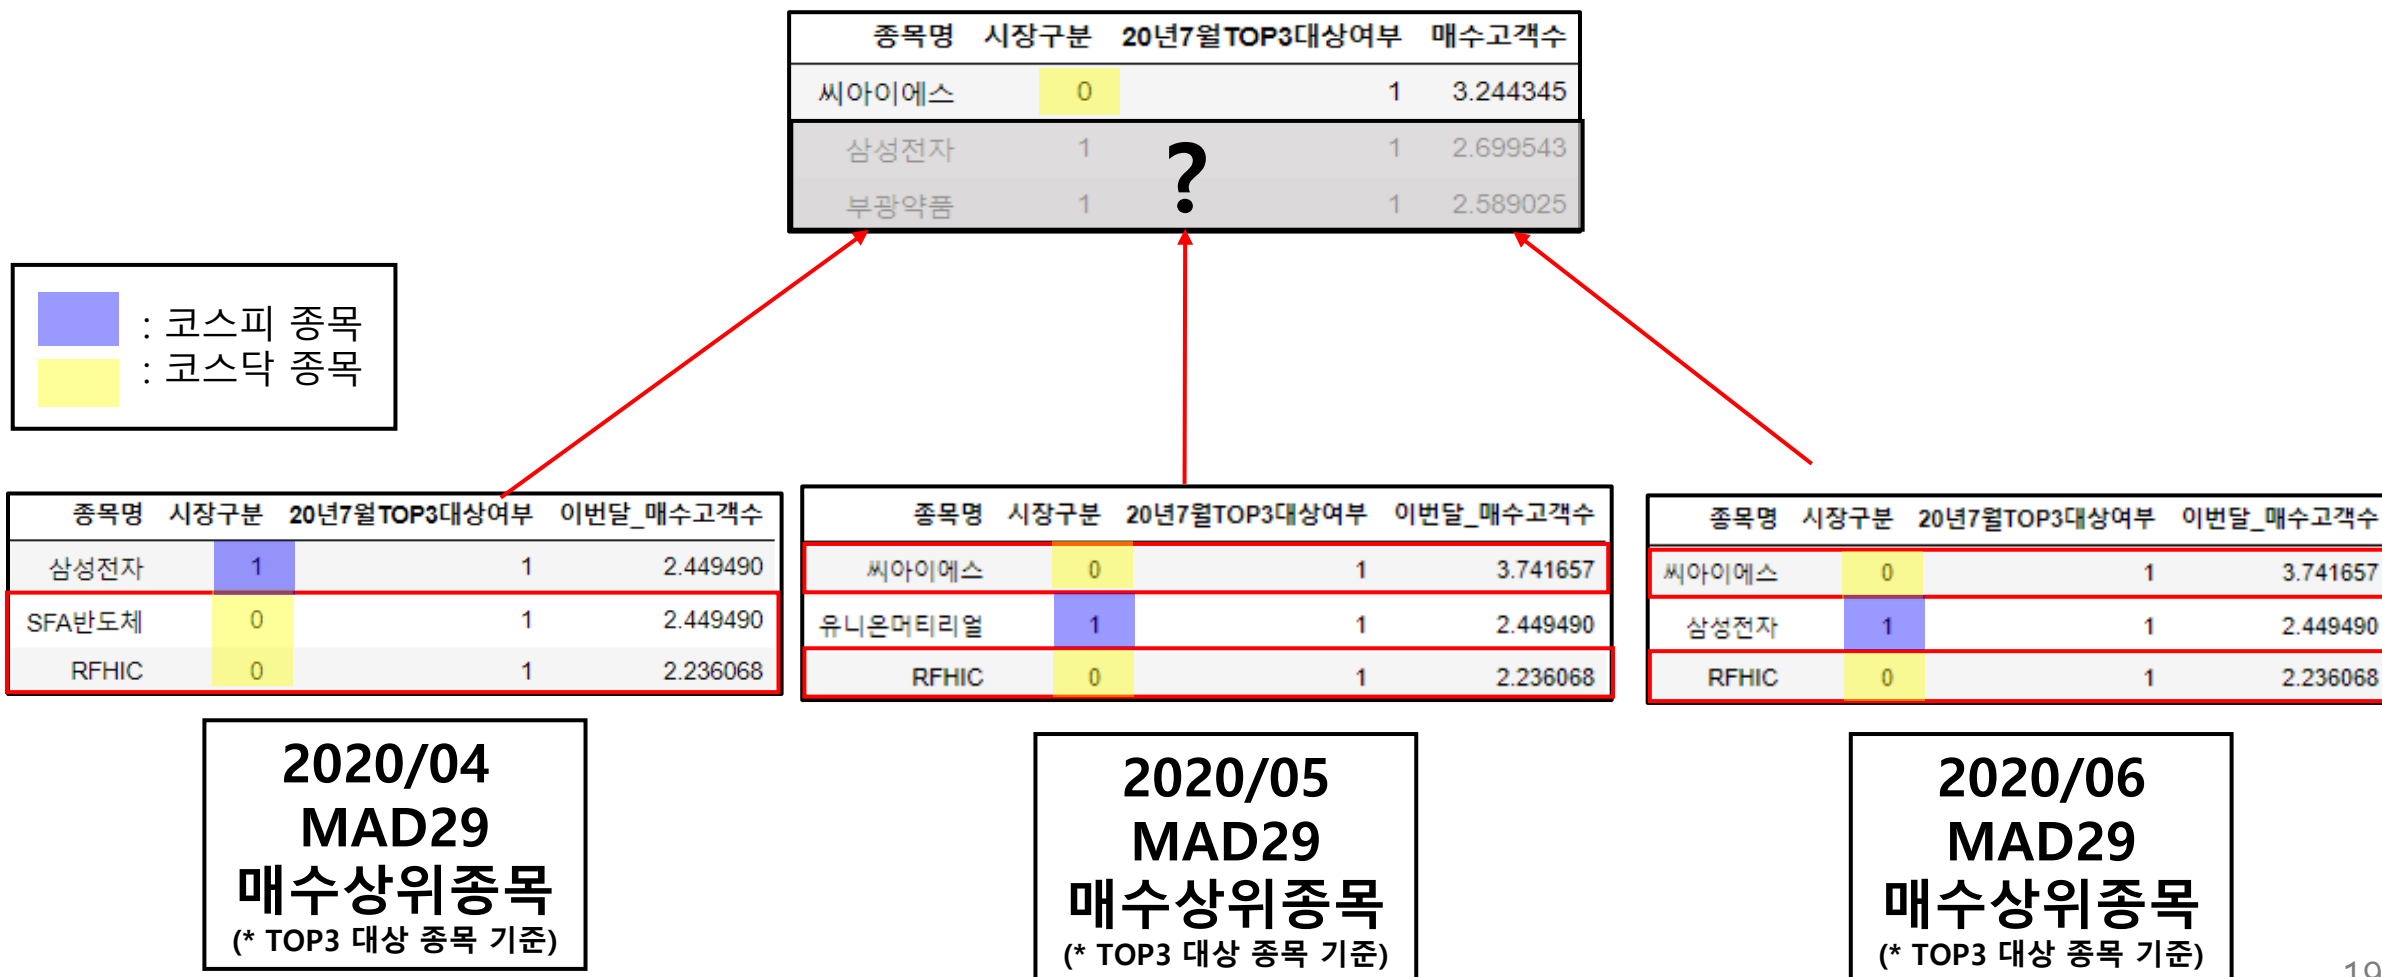 종목명 시장구분 20년7월TOP3대상여부 매수고객수
씨아이에스 0 1 3.244345
삼성전자 1 1 2.699543
?
부광약품 1 1 2.589025
: 코스피 종목
: 코스닥 종목
종목명 시장구분 20년7월TOP3대상여부 이번달_매수고객수
삼성전자 1 1 2.449490
SFA반도체 0 1 2.449490
RFHIC 0 1 2.236068
종목명 시장구분 20년7월TOP3대상여부 이번달_매수고객수
씨아이에스 0 1 3.741657
유니온머티리얼 1 1 2.449490
RFHIC 0 1 2.236068
종목명 시장구분 20년7월TOP3대상여부 이번달_매수고객수
씨아이에스 0 1 3.741657
삼성전자 1 1 2.449490
RFHIC 0 1 2.236068
2020/04
MAD29
매수상위종목
(* TOP3 대상 종목 기준)
2020/05
MAD29
매수상위종목
(* TOP3 대상 종목 기준)
2020/06
MAD29
매수상위종목
(* TOP3 대상 종목 기준)
19